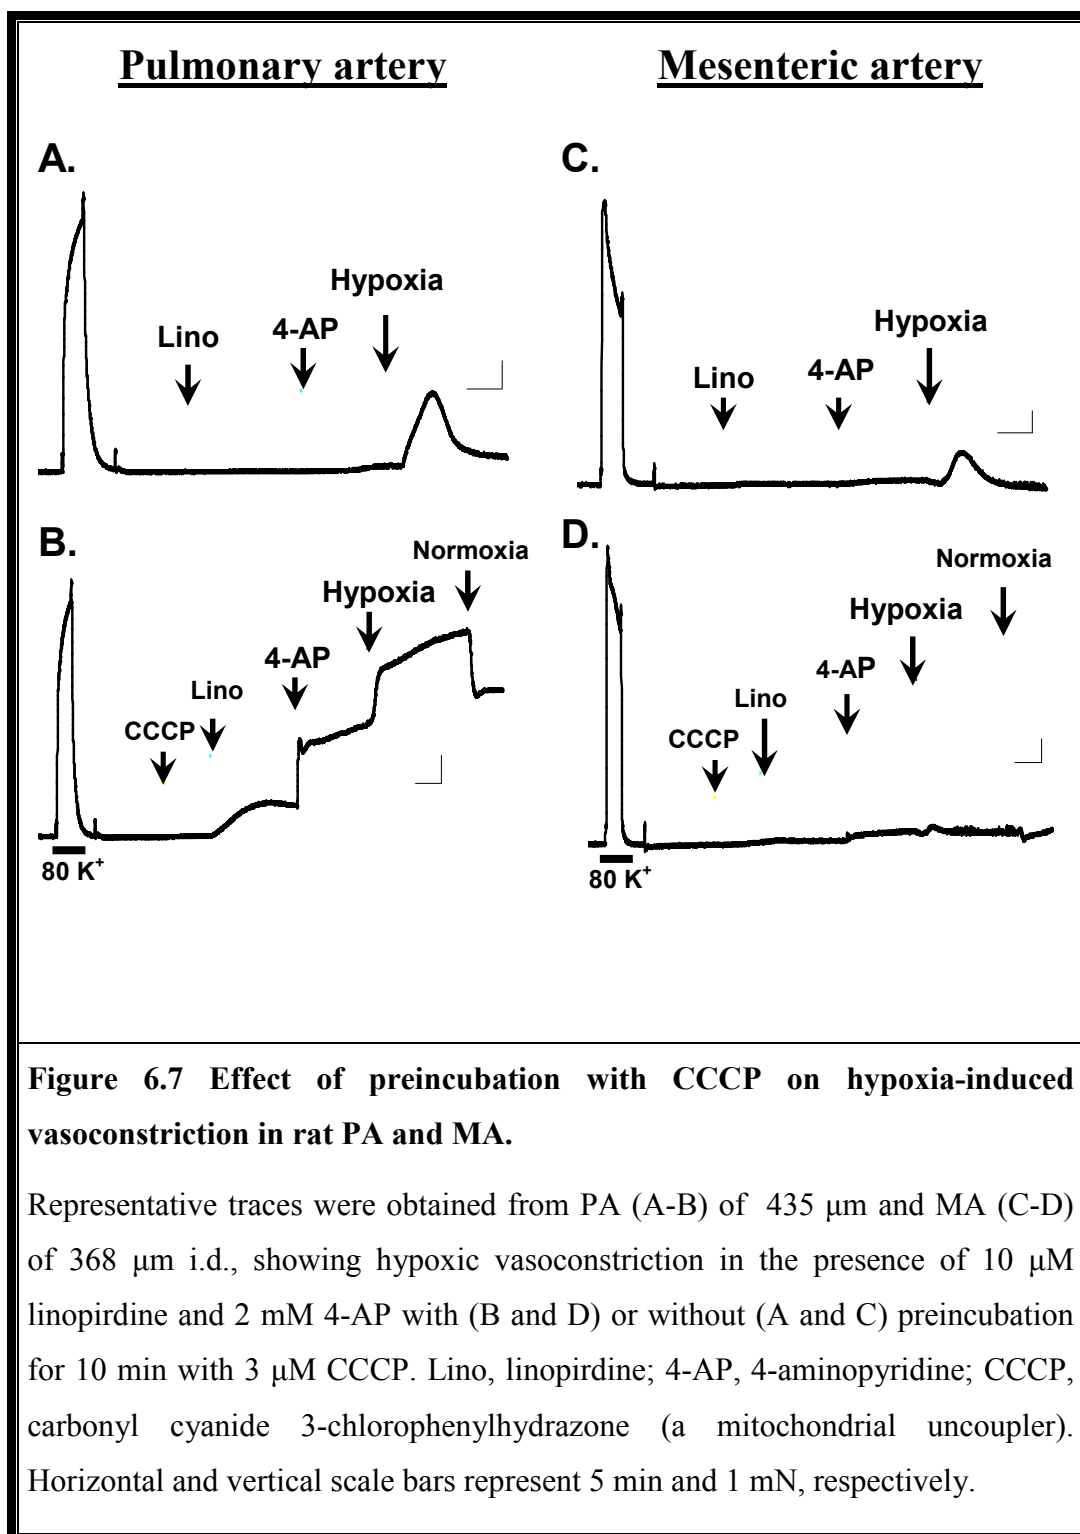 Pulmonary artery
Mesenteric artery
A.
Lino
4-AP
Hypoxia
C.
Lino
4-AP
Hypoxia
B.
CCCP
Lino
4-AP
Hypoxia
Normoxia
80 K⁺
D.
CCCP
Lino
4-AP
Hypoxia
Normoxia
80 K⁺
Figure 6.7 Effect of preincubation with CCCP on hypoxia-induced
vasoconstriction in rat PA and MA.
Representative traces were obtained from PA (A-B) of 435 μm and MA (C-D)
of 368 μm i.d., showing hypoxic vasoconstriction in the presence of 10 μM
linopirdine and 2 mM 4-AP with (B and D) or without (A and C) preincubation
for 10 min with 3 μM CCCP. Lino, linopirdine; 4-AP, 4-aminopyridine; CCCP,
carbonyl cyanide 3-chlorophenylhydrazone (a mitochondrial uncoupler).
Horizontal and vertical scale bars represent 5 min and 1 mN, respectively.